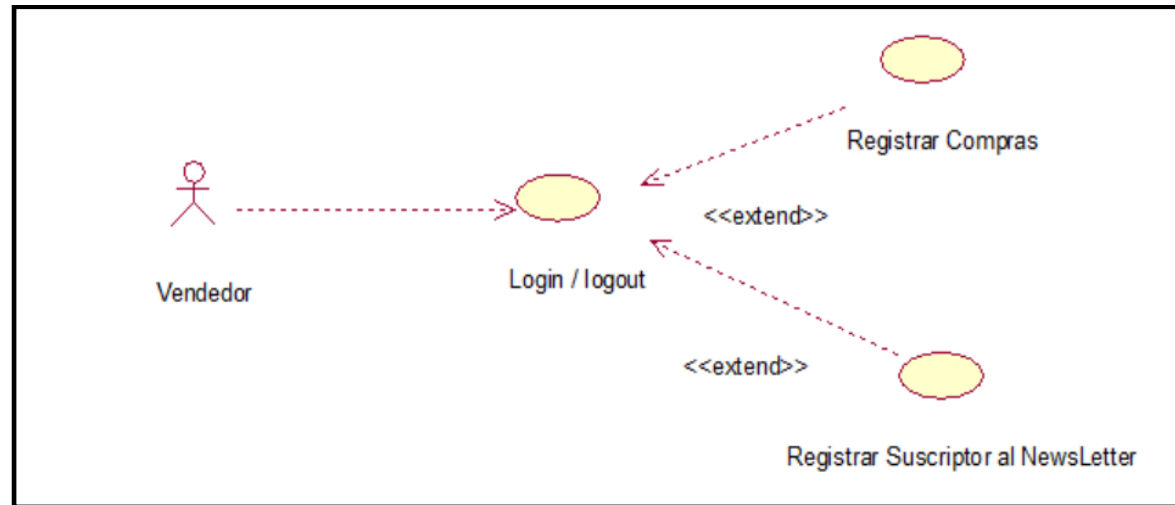 Registrar Compras
<<extend>>
Login / logout
Vendedor
<<extend>>
Registrar Suscriptor al NewsLetter